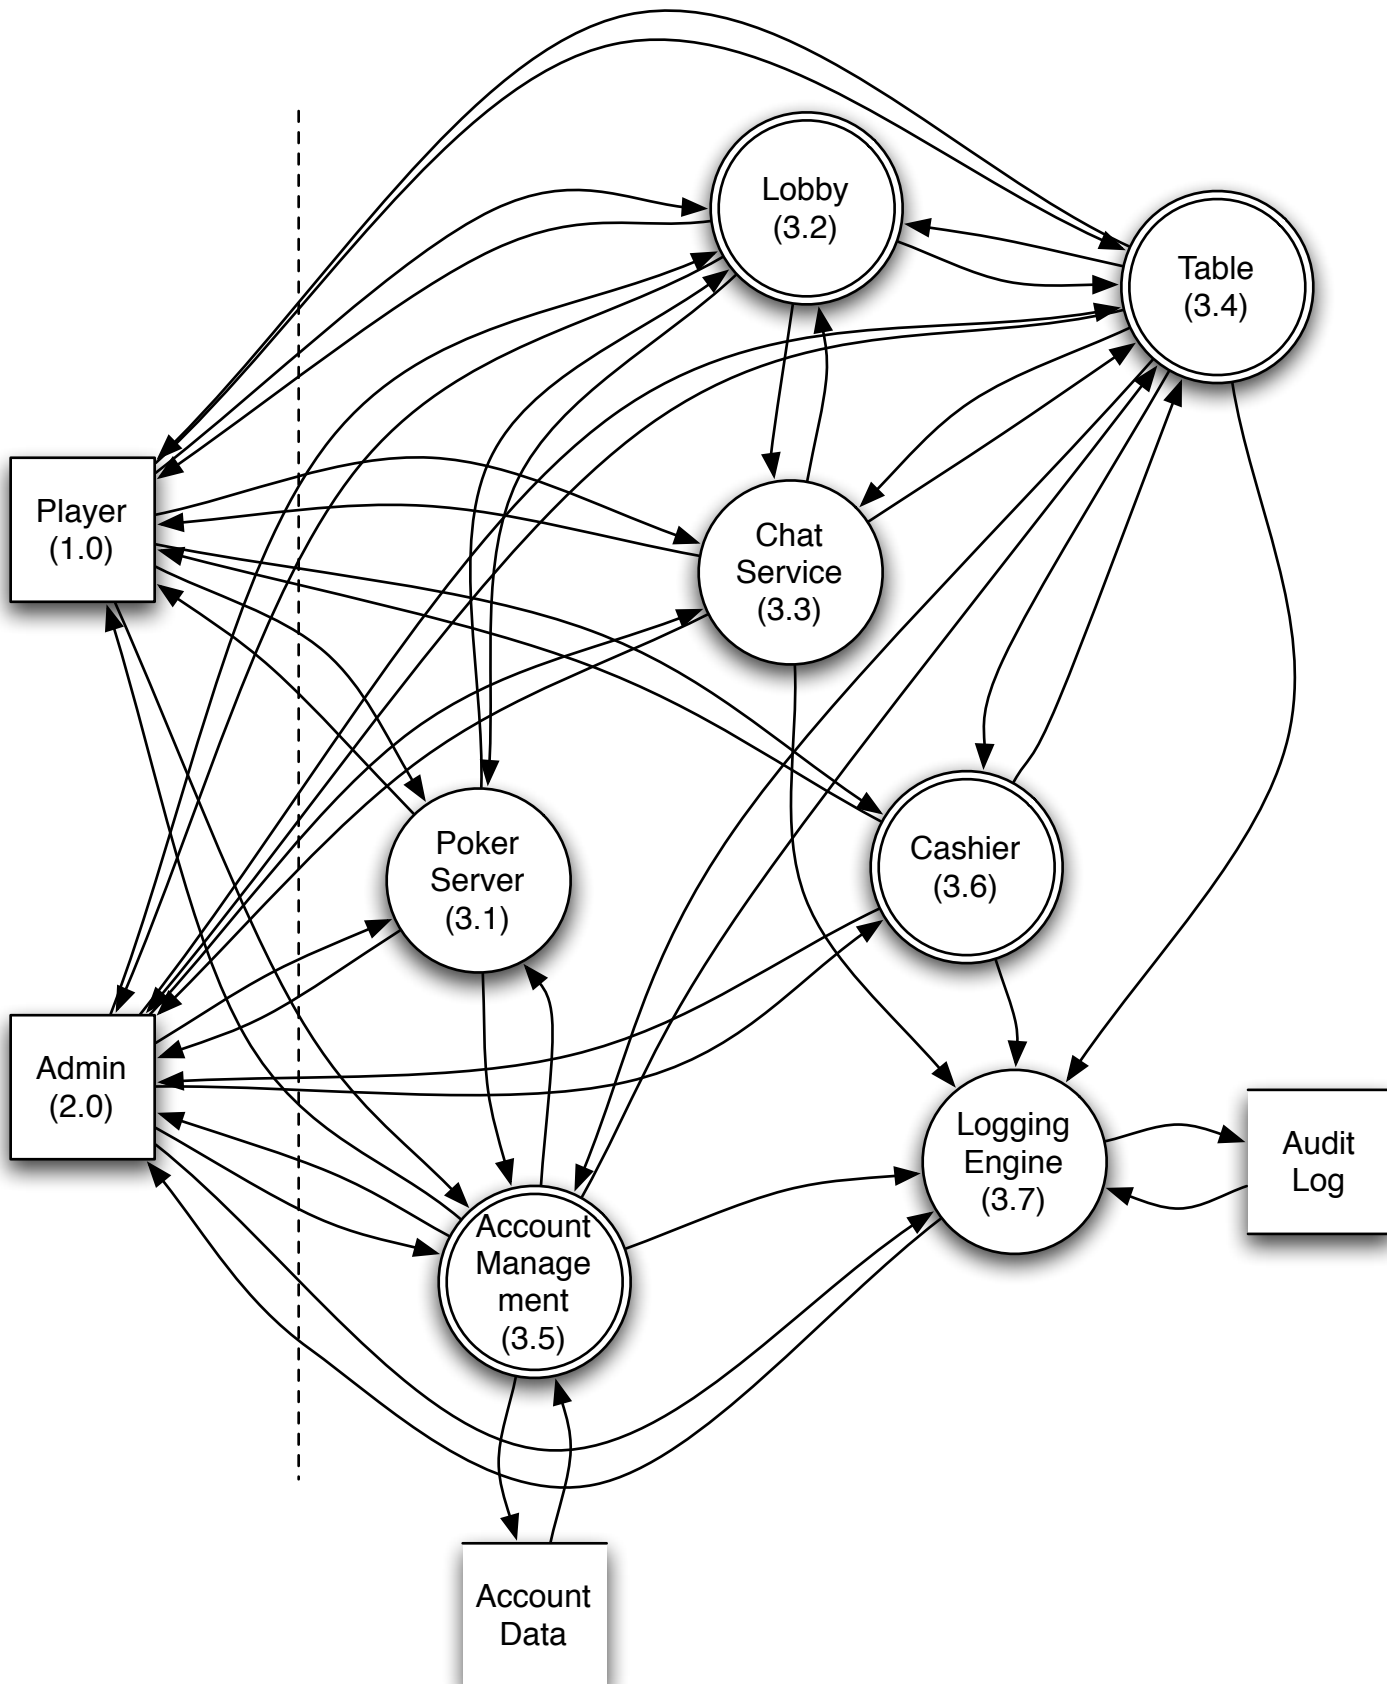 Lobby
(3.2)
Table
(3.4)
Player
(1.0)
Chat
Service
(3.3)
Poker
Server
(3.1)
Cashier
(3.6)
Admin
(2.0)
Logging
Engine
(3.7)
Audit
Log
Account
Manage
ment
(3.5)
Account
Data